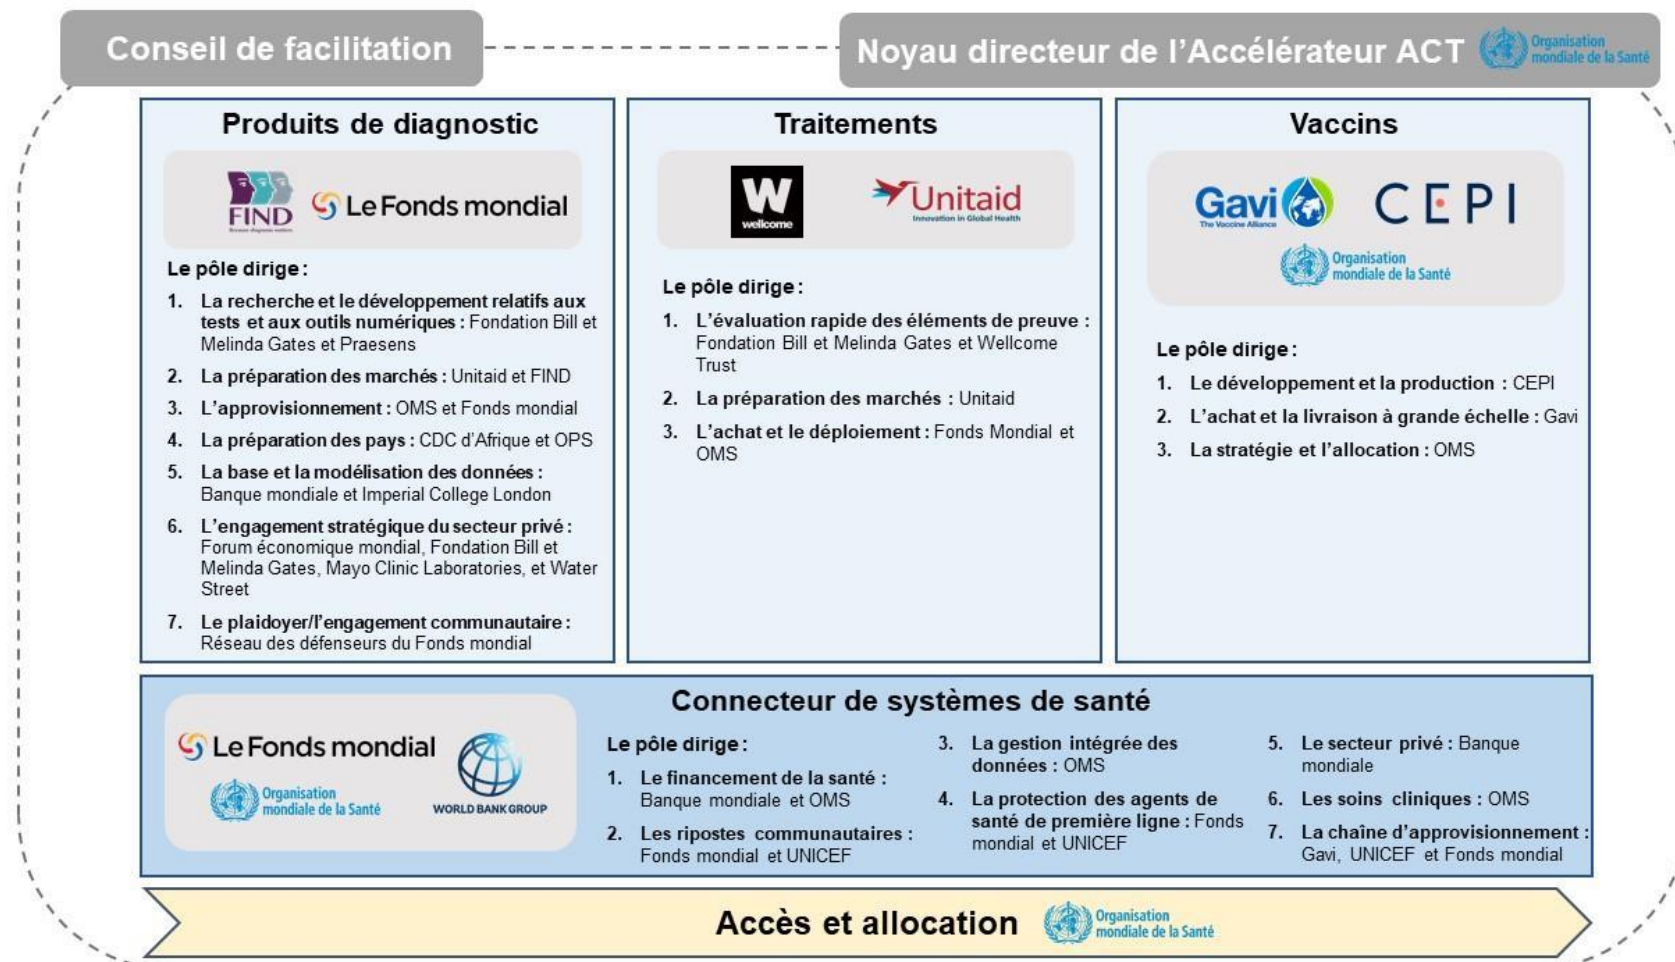 Conseil de facilitation
Noyau directeur de l'Accélérateur ACT
Organisation
mondiale de la Santé
Produits de diagnostic
FIND
Because diagnosis matters
Le Fonds mondial
Le pôle dirige :
1. La recherche et le développement relatifs aux
tests et aux outils numériques : Fondation Bill et
Melinda Gates et Praesens
2. La préparation des marchés : Unitaid et FIND
3. L'approvisionnement : OMS et Fonds mondial
4. La préparation des pays : CDC d'Afrique et OPS
5. La base et la modélisation des données :
Banque mondiale et Imperial College London
6. L'engagement stratégique du secteur privé :
Forum économique mondial, Fondation Bill et
Melinda Gates, Mayo Clinic Laboratories, et Water
Street
7. Le plaidoyer/l'engagement communautaire :
Réseau des défenseurs du Fonds mondial
Traitements
W
wellcome
Unitaid
Innovation in Global Health
Le pôle dirige :
1. L'évaluation rapide des éléments de preuve :
Fondation Bill et Melinda Gates et Wellcome
Trust
2. La préparation des marchés : Unitaid
3. L'achat et le déploiement : Fonds Mondial et
OMS
Vaccins
Gavi
The Vaccine Alliance
CEPI
Organisation
mondiale de la Santé
Le pôle dirige :
1. Le développement et la production : CEPI
2. L'achat et la livraison à grande échelle : Gavi
3. La stratégie et l'allocation : OMS
Connecteur de systèmes de santé
Le Fonds mondial
Organisation
mondiale de la Santé
WORLD BANK GROUP
Le pôle dirige :
1. Le financement de la santé :
Banque mondiale et OMS
2. Les ripostes communautaires :
Fonds mondial et UNICEF
3. La gestion intégrée des
données : OMS
4. La protection des agents de
santé de première ligne : Fonds
mondial et UNICEF
5. Le secteur privé : Banque
mondiale
6. Les soins cliniques : OMS
7. La chaîne d'approvisionnement :
Gavi, UNICEF et Fonds mondial
Accès et allocation
Organisation
mondiale de la Santé